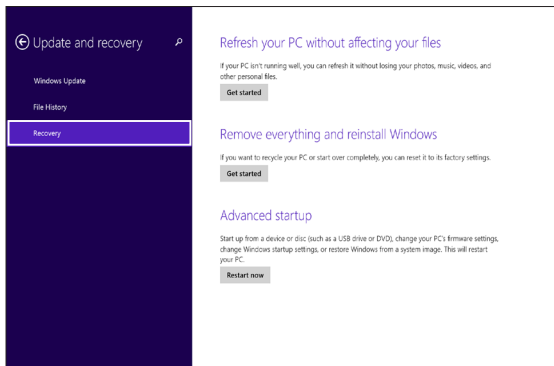 Update and recovery
Windows Update
File History
Recovery
Refresh your PC without affecting your files
If your PC isn't running well, you can refresh it without losing your photos, music, videos, and
other personal files.
Get started
Remove everything and reinstall Windows
If you want to recycle your PC or start over completely, you can reset it to its factory settings.
Get started
Advanced startup
Start up from a device or disc (such as a USB drive or DVD), change your PC's firmware settings,
change Windows startup settings, or restore Windows from a system image. This will restart
your PC.
Restart now